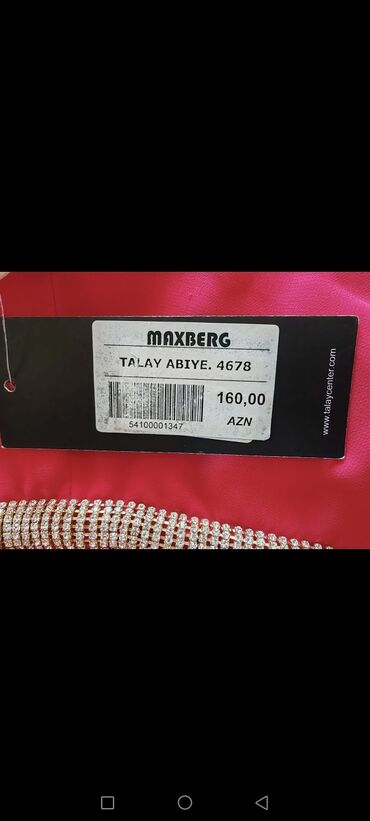 MAXBERG
TALAY ABIYE. 4678
160,00
54100001347
AZN
www.talaycenter.com